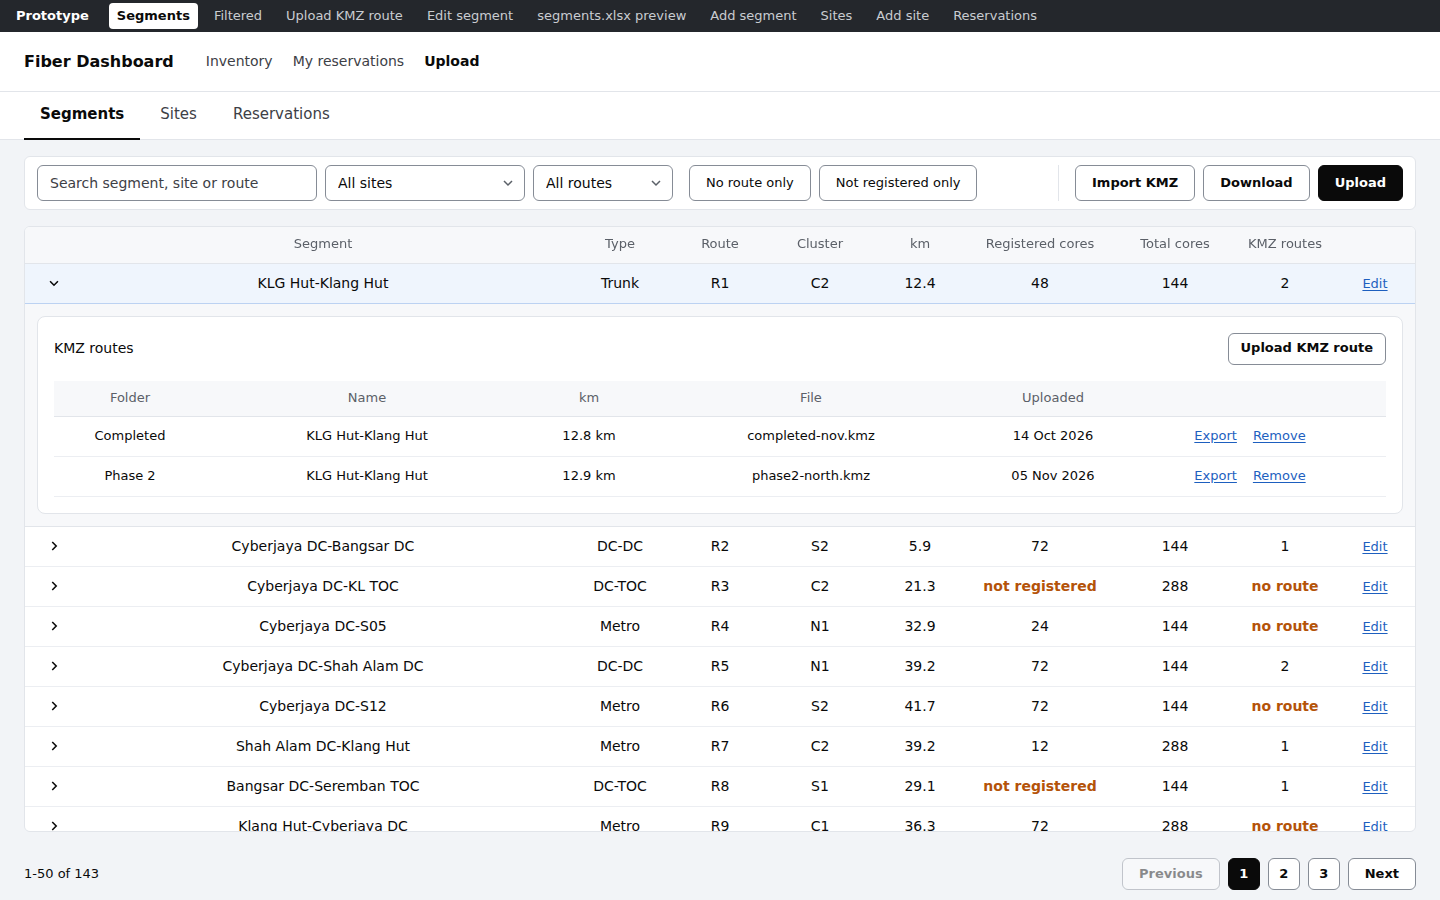 Prototype Segments Filtered Upload KMZ route Edit segment segments.xlsx preview Add segment Sites Add site Reservations
Fiber Dashboard Inventory My reservations Upload
Segments Sites Reservations
Search segment, site or route All sites All routes No route only Not registered only Import KMZ Download Upload
Segment Type Route Cluster km Registered cores Total cores KMZ routes
KLG Hut-Klang Hut Trunk R1 C2 12.4 48 144 2 Edit
KMZ routes Upload KMZ route
Folder Name km File Uploaded
Completed KLG Hut-Klang Hut 12.8 km completed-nov.kmz 14 Oct 2026 Export Remove
Phase 2 KLG Hut-Klang Hut 12.9 km phase2-north.kmz 05 Nov 2026 Export Remove
Cyberjaya DC-Bangsar DC DC-DC R2 S2 5.9 72 144 1 Edit
Cyberjaya DC-KL TOC DC-TOC R3 C2 21.3 not registered 288 no route Edit
Cyberjaya DC-S05 Metro R4 N1 32.9 24 144 no route Edit
Cyberjaya DC-Shah Alam DC DC-DC R5 N1 39.2 72 144 2 Edit
Cyberjaya DC-S12 Metro R6 S2 41.7 72 144 no route Edit
Shah Alam DC-Klang Hut Metro R7 C2 39.2 12 288 1 Edit
Bangsar DC-Seremban TOC DC-TOC R8 S1 29.1 not registered 144 1 Edit
Klang Hut-Cyberjaya DC Metro R9 C1 36.3 72 288 no route Edit
1-50 of 143 Previous 1 2 3 Next